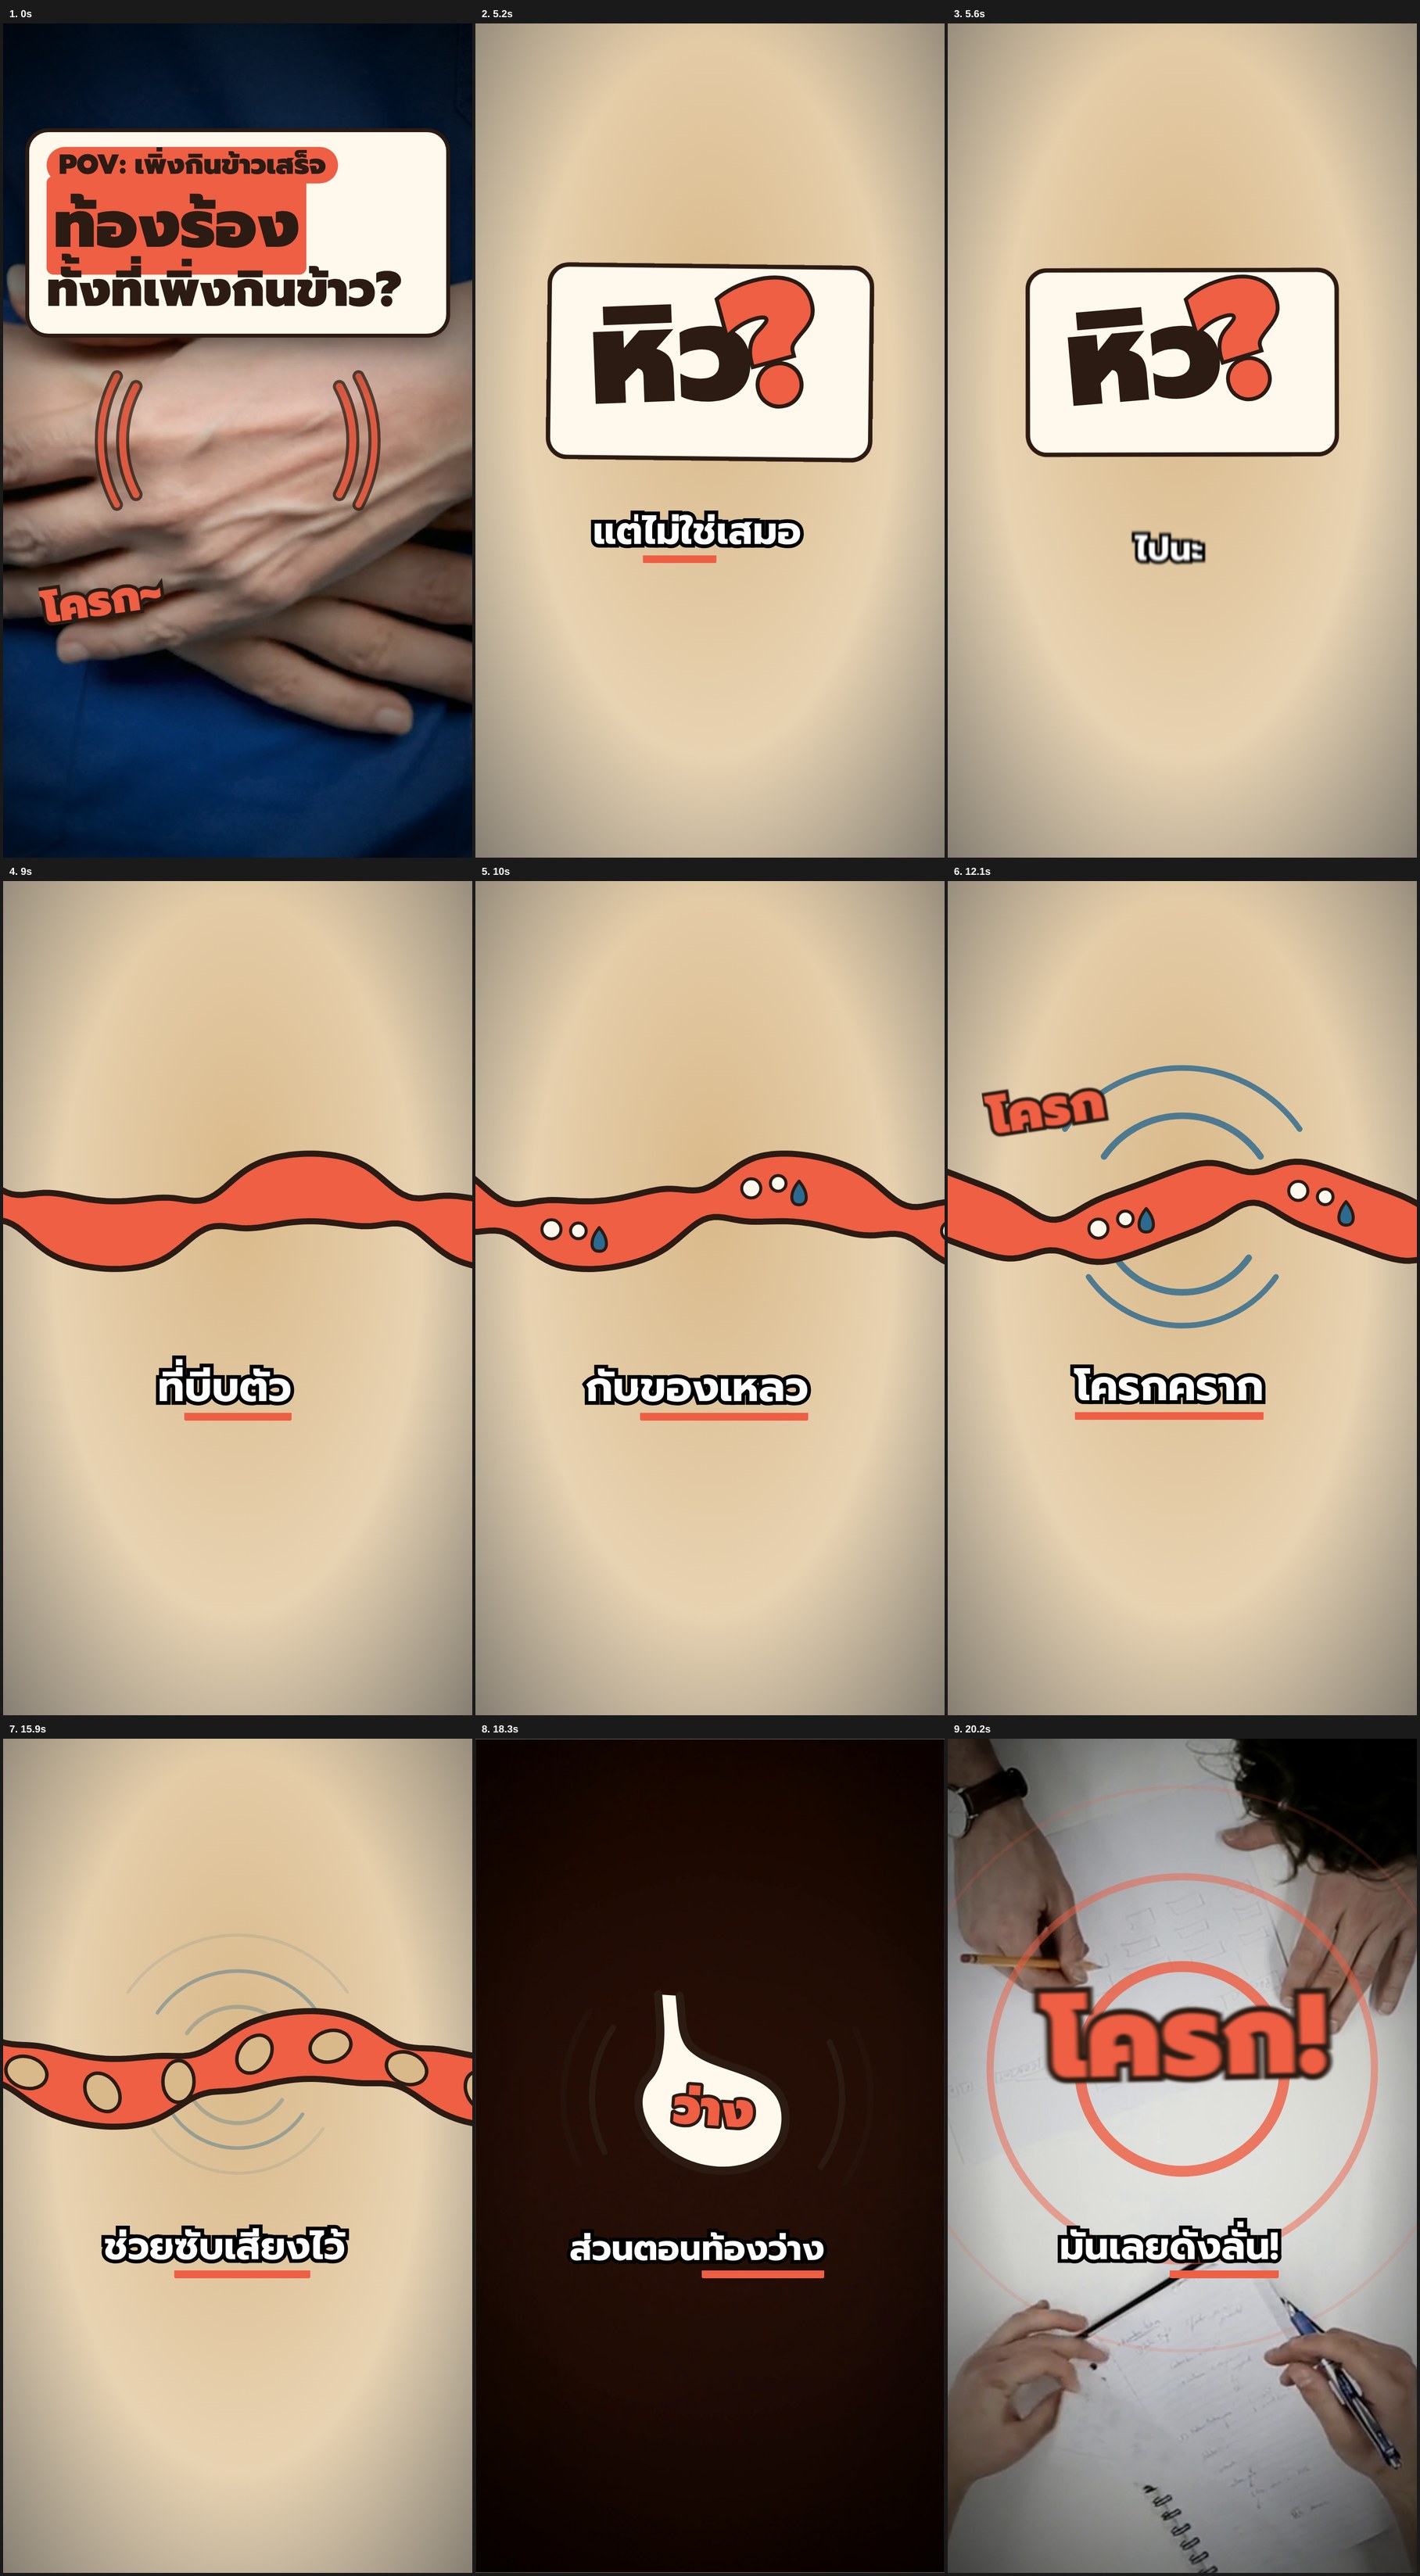 1. 0s
POV: เพิ่งกินข้าวเสร็จ
ท้องร้อง
ทั้งที่เพิ่งกินข้าว?
โครก~
2. 5.2s
หิว?
แต่ไม่ใช่เสมอ
3. 5.6s
หิว?
ไปนะ
4. 9s
ที่บีบตัว
5. 10s
กับของเหลว
6. 12.1s
โครก
โครกคราก
7. 15.9s
ช่วยซับเสียงไว้
8. 18.3s
ว่าง
ส่วนตอนท้องว่าง
9. 20.2s
โครก!
มันเลยดังลั่น!